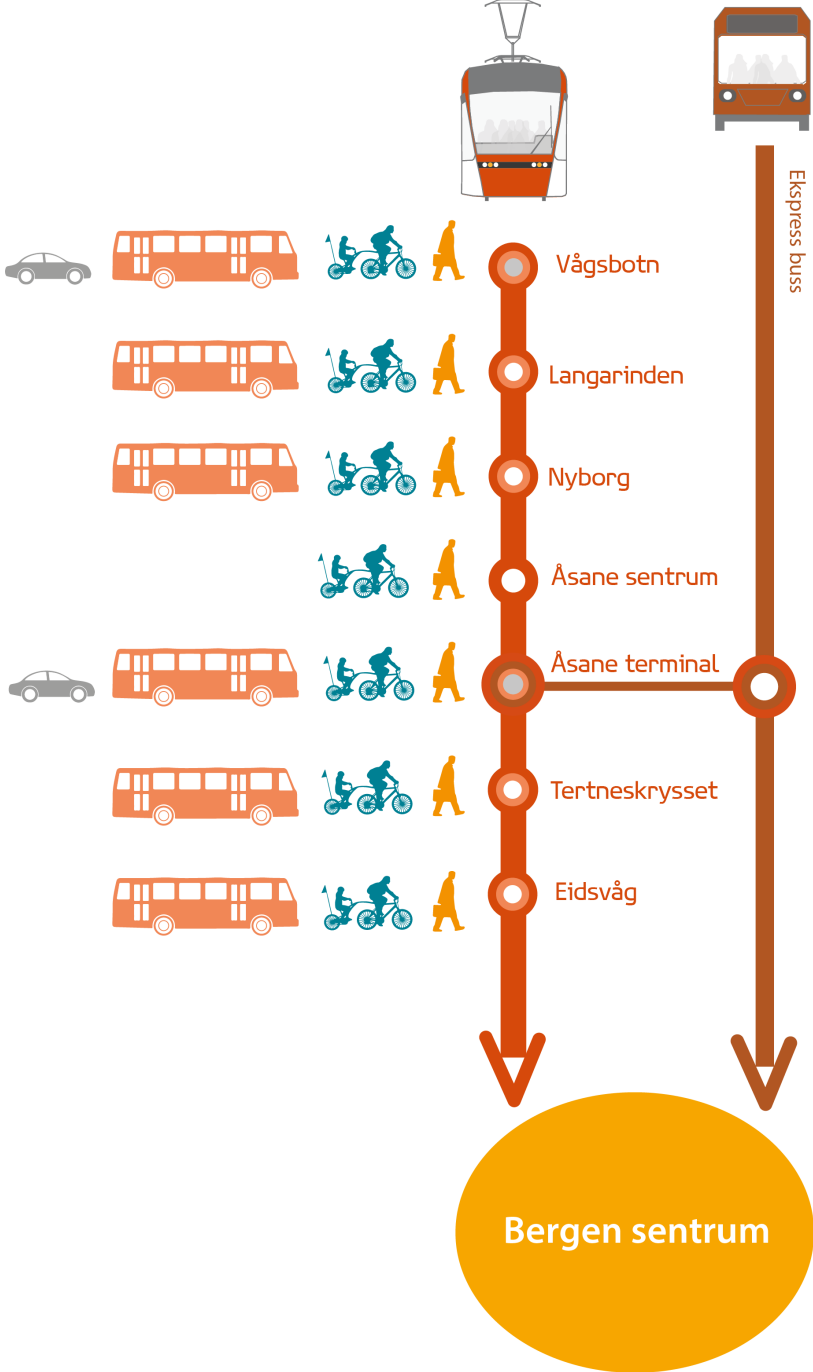 Ekspress buss
Vågsbotn
Langarinden
Nyborg
Åsane sentrum
Åsane terminal
Tertneskrysset
Eidsvåg
Bergen sentrum